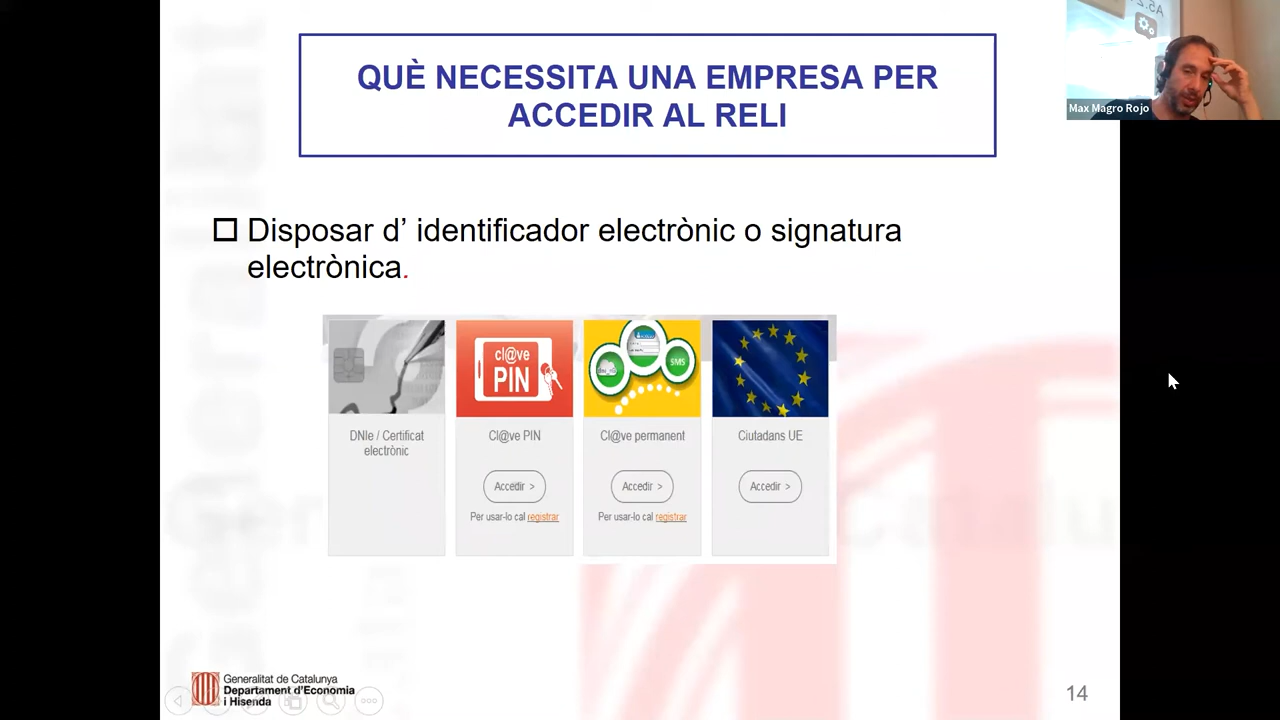 QUÈ NECESSITA UNA EMPRESA PER
ACCEDIR AL RELI
Max Magro Rojo
Disposar d’ identificador electrònic o signatura
electrònica.
cl@ve
PIN
SMS
DNIe / Certificat
electrònic
Cl@ve PIN
Cl@ve permanent
Ciutadans UE
Accedir >
Accedir >
Accedir >
Per usar-lo cal registrar
Per usar-lo cal registrar
Generalitat de Catalunya
Departament d’Economia
i Hisenda
14